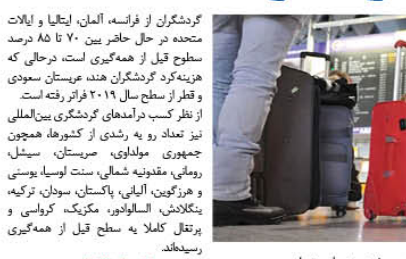 گردشگران از فرانسه، آلمان، ایتالیا و ایالات
متحده در حال حاضر بین ۷۰ تا ۸۵ درصد
سطوح قبل از همه‌گیری است، درحالی که
هزینه‌کرد گردشگران هند، عربستان سعودی
و قطر از سطح سال ۲۰۱۹ فراتر رفته است.
از نظر کسب درآمدهای گردشگری بین‌المللی
نیز تعداد رو به رشدی از کشورها، همچون
جمهوری مولداوی، صربستان، سیشل،
رومانی، مقدونیه شمالی، سنت لوسیا، بوسنی
و هرزگوین، آلبانی، پاکستان، سودان، ترکیه،
بنگلادش، السالوادور، مکزیک، کرواسی و
پرتغال کاملا به سطح قبل از همه‌گیری
رسیده‌اند.